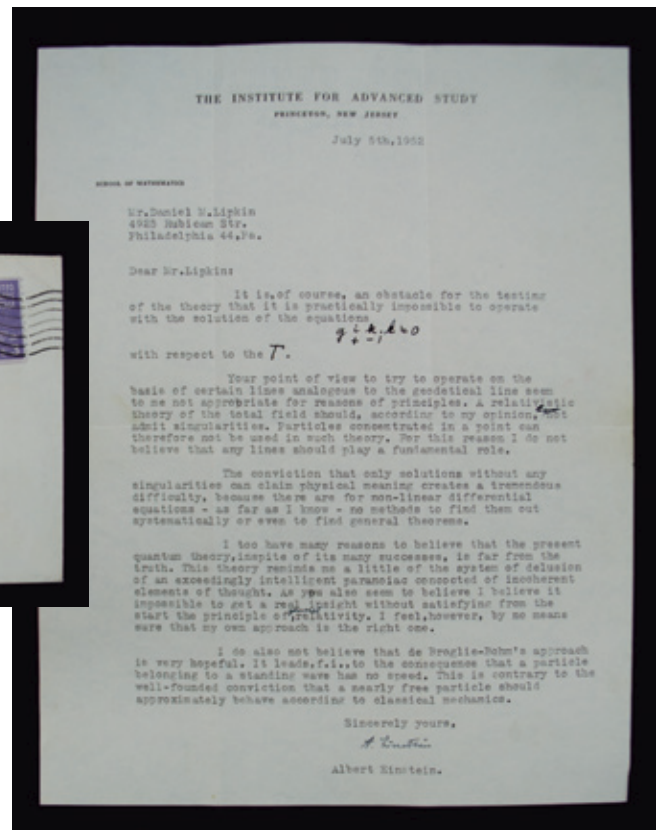 THE INSTITUTE FOR ADVANCED STUDY
PRINCETON, NEW JERSEY
July 5th,1952
SCHOOL OF MATHEMATICS
Mr.Daniel M.Lipkin
4925 Rubican Str.
Philadelphia 44,Pa.
Dear Mr.Lipkin:
It is,of course, an obstacle for the testing
of the theory that it is practically impossible to operate
with the solution of the equations
with respect to the
Your point of view to try to operate on the
basis of certain lines analogous to the geodetical line seem
to me not appropriate for reasons of principles. A relativistic
theory of the total field should, according to my opinion, not
admit singularities. Particles concentrated in a point can
therefore not be used in such theory. For this reason I do not
believe that any lines should play a fundamental role.
The conviction that only solutions without any
singularities can claim physical meaning creates a tremendous
difficulty, because there are for non-linear differential
equations - as far as I know - no methods to find them out
systematically or even to find general theorems.
I too have many reasons to believe that the present
quantum theory,inspite of its many successes, is far from the
truth. This theory reminds me a little of the system of delusion
of an exceedingly intelligent paranoiac concocted of incoherent
elements of thought. As you also seem to believe I believe it
impossible to get a real insight without satisfying from the
start the principle of relativity. I feel,however, by no means
sure that my own approach is the right one.
I do also not believe that de Broglie-Bohm's approach
is very hopeful. It leads,f.i.,to the consequence that a particle
belonging to a standing wave has no speed. This is contrary to the
well-founded conviction that a nearly free particle should
approximately behave according to classical mechanics.
Sincerely yours,
A. Einstein
Albert Einstein.